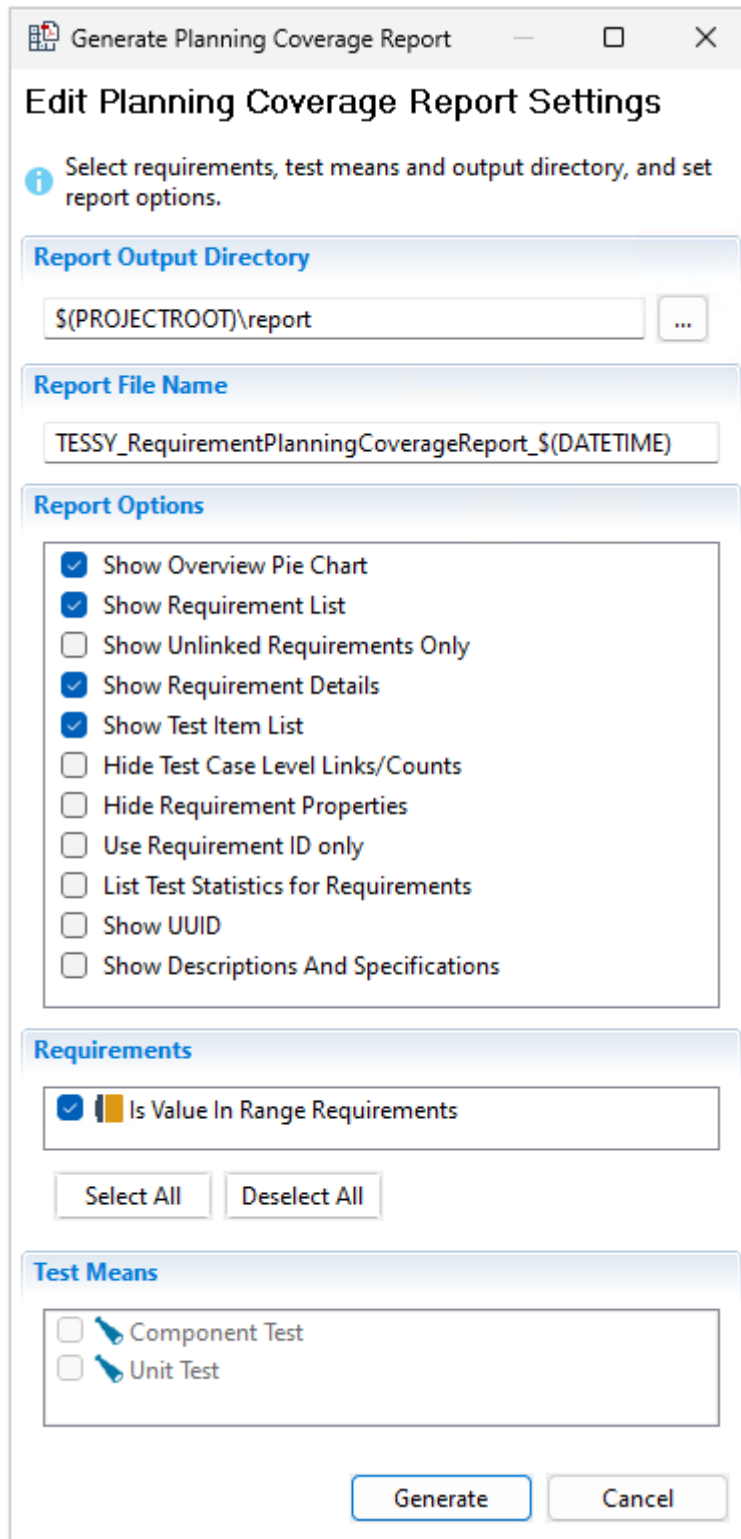 Generate Planning Coverage Report
Edit Planning Coverage Report Settings
Select requirements, test means and output directory, and set
report options.
Report Output Directory
$(PROJECTROOT)\report
...
Report File Name
TESSY_RequirementPlanningCoverageReport_$(DATETIME)
Report Options
Show Overview Pie Chart
Show Requirement List
Show Unlinked Requirements Only
Show Requirement Details
Show Test Item List
Hide Test Case Level Links/Counts
Hide Requirement Properties
Use Requirement ID only
List Test Statistics for Requirements
Show UUID
Show Descriptions And Specifications
Requirements
Is Value In Range Requirements
Select All
Deselect All
Test Means
Component Test
Unit Test
Generate
Cancel